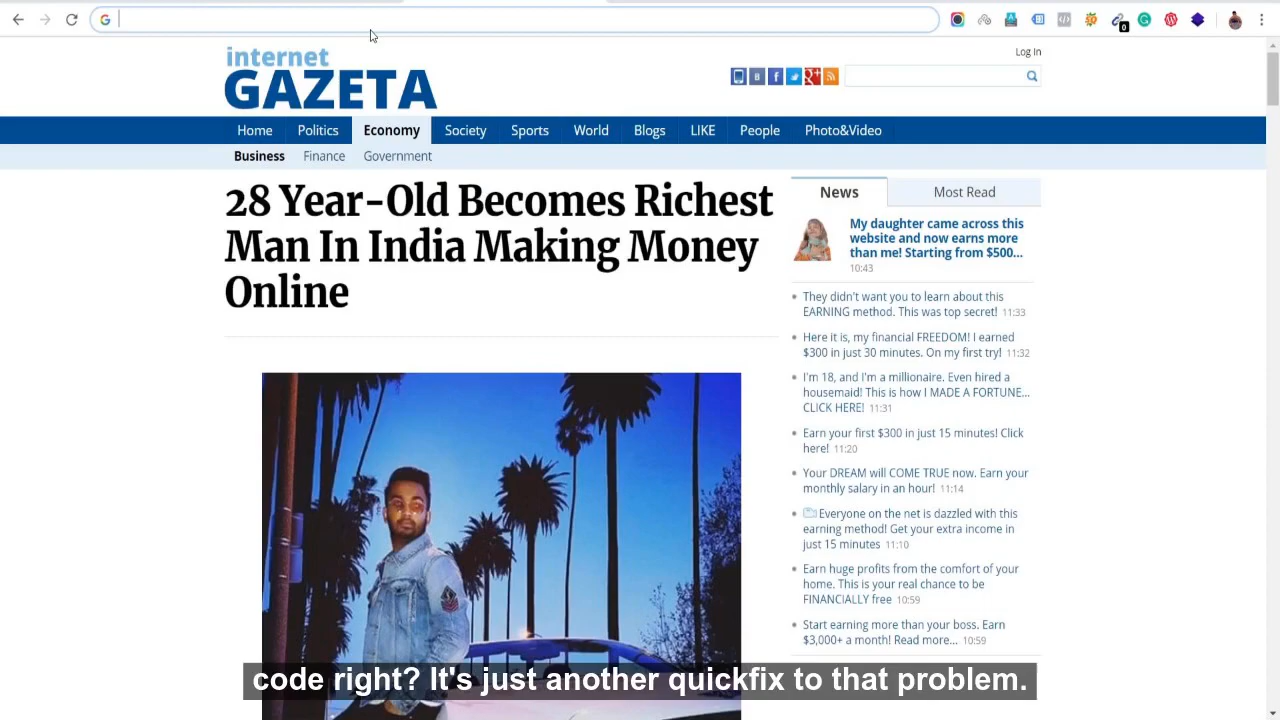 internet
GAZETA
Log In
Home Politics Economy Society Sports World Blogs LIKE People Photo&Video
Business Finance Government
28 Year-Old Becomes Richest
Man In India Making Money
Online
News Most Read
My daughter came across this
website and now earns more
than me! Starting from $500...
10:43
They didn't want you to learn about this
EARNING method. This was top secret! 11:33
Here it is, my financial FREEDOM! I earned
$300 in just 30 minutes. On my first try! 11:32
I'm 18, and I'm a millionaire. Even hired a
housemaid! This is how I MADE A FORTUNE...
CLICK HERE! 11:31
Earn your first $300 in just 15 minutes! Click
here! 11:20
Your DREAM will COME TRUE now. Earn your
monthly salary in an hour! 11:14
Everyone on the net is dazzled with this
earning method! Get your extra income in
just 15 minutes 11:10
Earn huge profits from the comfort of your
home. This is your real chance to be
FINANCIALLY free 10:59
Start earning more than your boss. Earn
$3,000+ a month! Read more... 10:59
code right? It's just another quickfix to that problem.